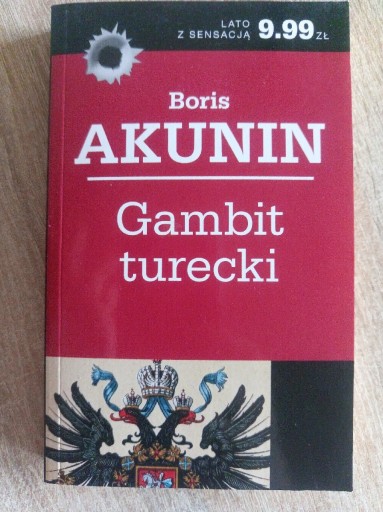 LATO
Z SENSACJĄ 9.99 ZŁ
Boris
AKUNIN
Gambit
turecki